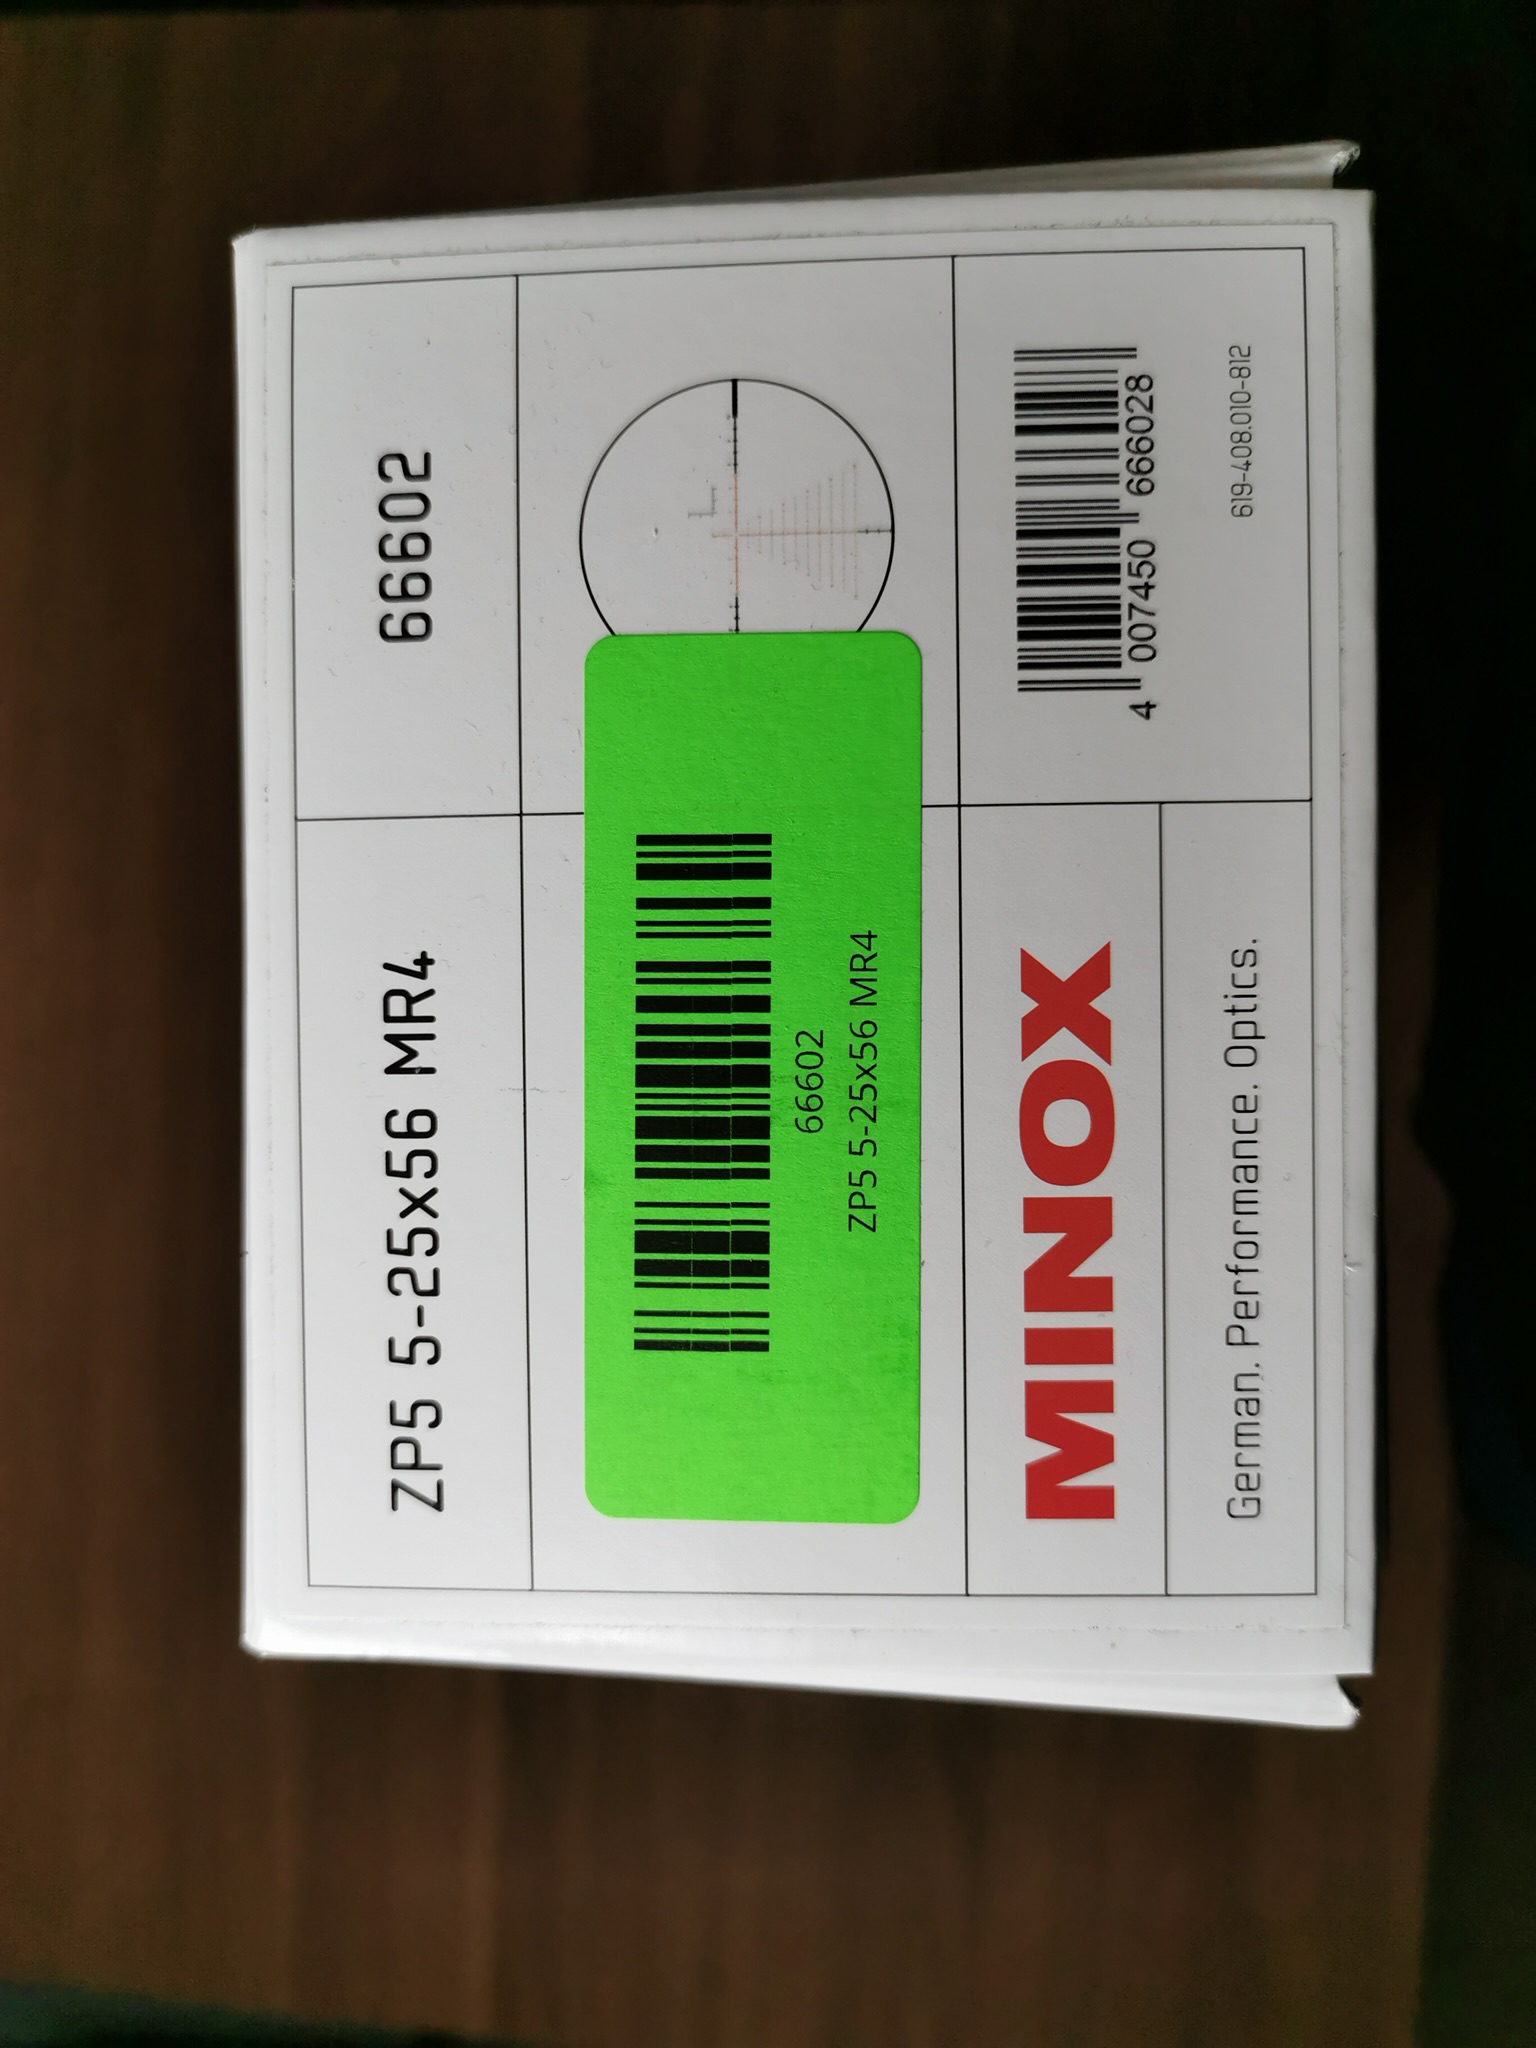 ZP5 5-25x56 MR4
66602
66602
ZP5 5-25x56 MR4
MINOX
German. Performance. Optics.
4 007450 666028
619-408.010-812